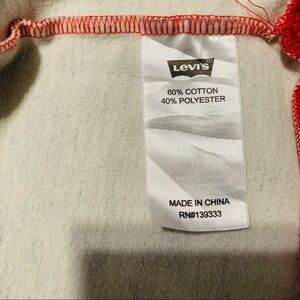 Levi's
60% COTTON
40% POLYESTER
MADE IN CHINA
RN#139333